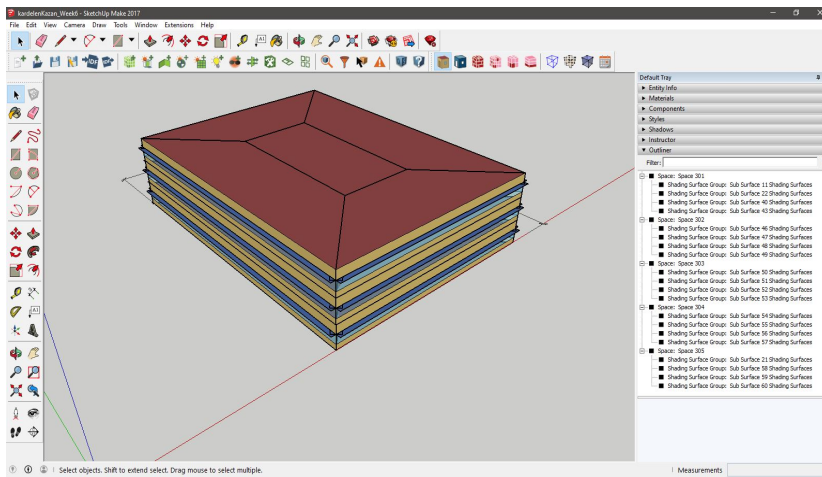 kardelenKazan_Week6 - SketchUp Make 2017
File Edit View Camera Draw Tools Window Extensions Help
Default Tray
Entity Info
Materials
Components
Styles
Shadows
Instructor
Outliner
Filter:
Space: Space 301
Shading Surface Group: Sub Surface 11 Shading Surfaces
Shading Surface Group: Sub Surface 22 Shading Surfaces
Shading Surface Group: Sub Surface 40 Shading Surfaces
Shading Surface Group: Sub Surface 43 Shading Surfaces
Space: Space 302
Shading Surface Group: Sub Surface 46 Shading Surfaces
Shading Surface Group: Sub Surface 47 Shading Surfaces
Shading Surface Group: Sub Surface 48 Shading Surfaces
Shading Surface Group: Sub Surface 49 Shading Surfaces
Space: Space 303
Shading Surface Group: Sub Surface 50 Shading Surfaces
Shading Surface Group: Sub Surface 51 Shading Surfaces
Shading Surface Group: Sub Surface 52 Shading Surfaces
Shading Surface Group: Sub Surface 53 Shading Surfaces
Space: Space 304
Shading Surface Group: Sub Surface 54 Shading Surfaces
Shading Surface Group: Sub Surface 55 Shading Surfaces
Shading Surface Group: Sub Surface 56 Shading Surfaces
Shading Surface Group: Sub Surface 57 Shading Surfaces
Space: Space 305
Shading Surface Group: Sub Surface 21 Shading Surfaces
Shading Surface Group: Sub Surface 58 Shading Surfaces
Shading Surface Group: Sub Surface 59 Shading Surfaces
Shading Surface Group: Sub Surface 60 Shading Surfaces
Select objects. Shift to extend select. Drag mouse to select multiple.
Measurements